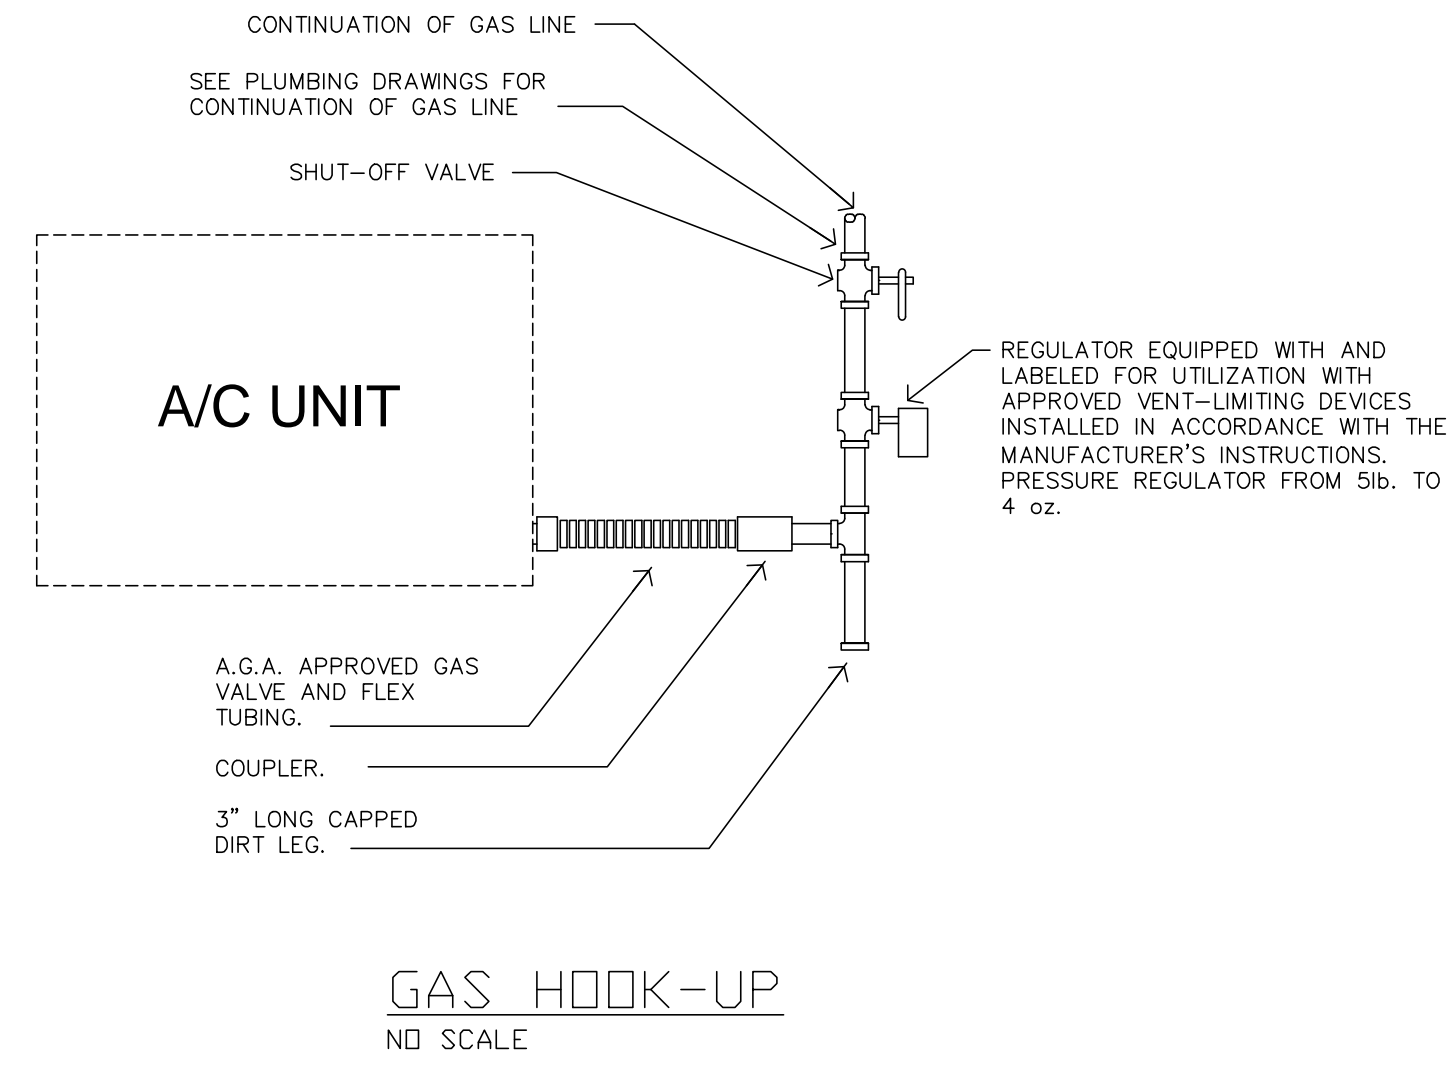 CONTINUATION OF GAS LINE
SEE PLUMBING DRAWINGS FOR
CONTINUATION OF GAS LINE
SHUT-OFF VALVE
A/C UNIT
REGULATOR EQUIPPED WITH AND
LABELED FOR UTILIZATION WITH
APPROVED VENT-LIMITING DEVICES
INSTALLED IN ACCORDANCE WITH THE
MANUFACTURER'S INSTRUCTIONS.
PRESSURE REGULATOR FROM 5lb. TO
4 oz.
A.G.A. APPROVED GAS
VALVE AND FLEX
TUBING.
COUPLER.
3" LONG CAPPED
DIRT LEG.
GAS HOOK-UP
NO SCALE